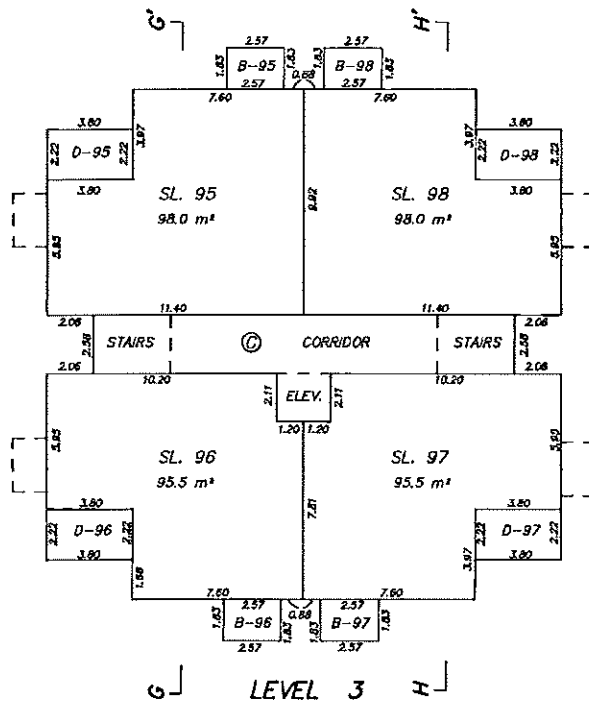 G' H'
2.57 2.57
1.83 B-95 1.83 0.68 1.83 B-98 1.83
2.57 2.57
7.60 7.60
3.80 3.97 3.97 3.80
2.22 D-95 2.22 2.22 D-98 2.22
3.80 3.80
SL. 95 9.92 SL. 98
98.0 m² 98.0 m²
5.95 5.95
11.40 11.40
2.06 2.06
2.58 STAIRS © CORRIDOR STAIRS 2.58
2.06 2.06
10.20 10.20
2.11 ELEV. 2.11
1.20 1.20
5.95 SL. 96 SL. 97
95.5 m² 95.5 m²
7.81
3.80 3.80
2.22 D-96 2.22 2.22 D-97 2.22
3.80 3.80
3.97
7.60 7.60
2.57 0.68 2.57
1.83 B-96 1.83 1.83 B-97 1.83
2.57 2.57
G LEVEL 3 H